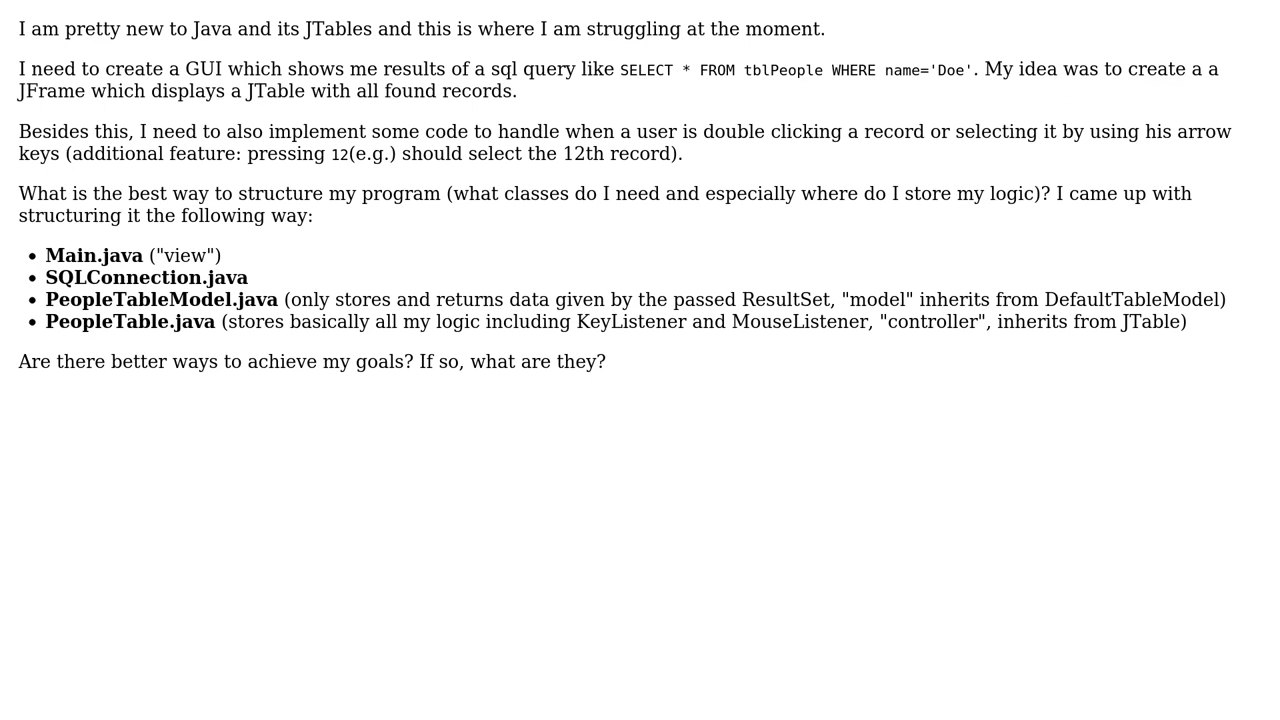 I am pretty new to Java and its JTables and this is where I am struggling at the moment.
I need to create a GUI which shows me results of a sql query like SELECT * FROM tblPeople WHERE name='Doe'. My idea was to create a a
JFrame which displays a JTable with all found records.
Besides this, I need to also implement some code to handle when a user is double clicking a record or selecting it by using his arrow
keys (additional feature: pressing 12(e.g.) should select the 12th record).
What is the best way to structure my program (what classes do I need and especially where do I store my logic)? I came up with
structuring it the following way:
• Main.java ("view")
• SQLConnection.java
• PeopleTableModel.java (only stores and returns data given by the passed ResultSet, "model" inherits from DefaultTableModel)
• PeopleTable.java (stores basically all my logic including KeyListener and MouseListener, "controller", inherits from JTable)
Are there better ways to achieve my goals? If so, what are they?